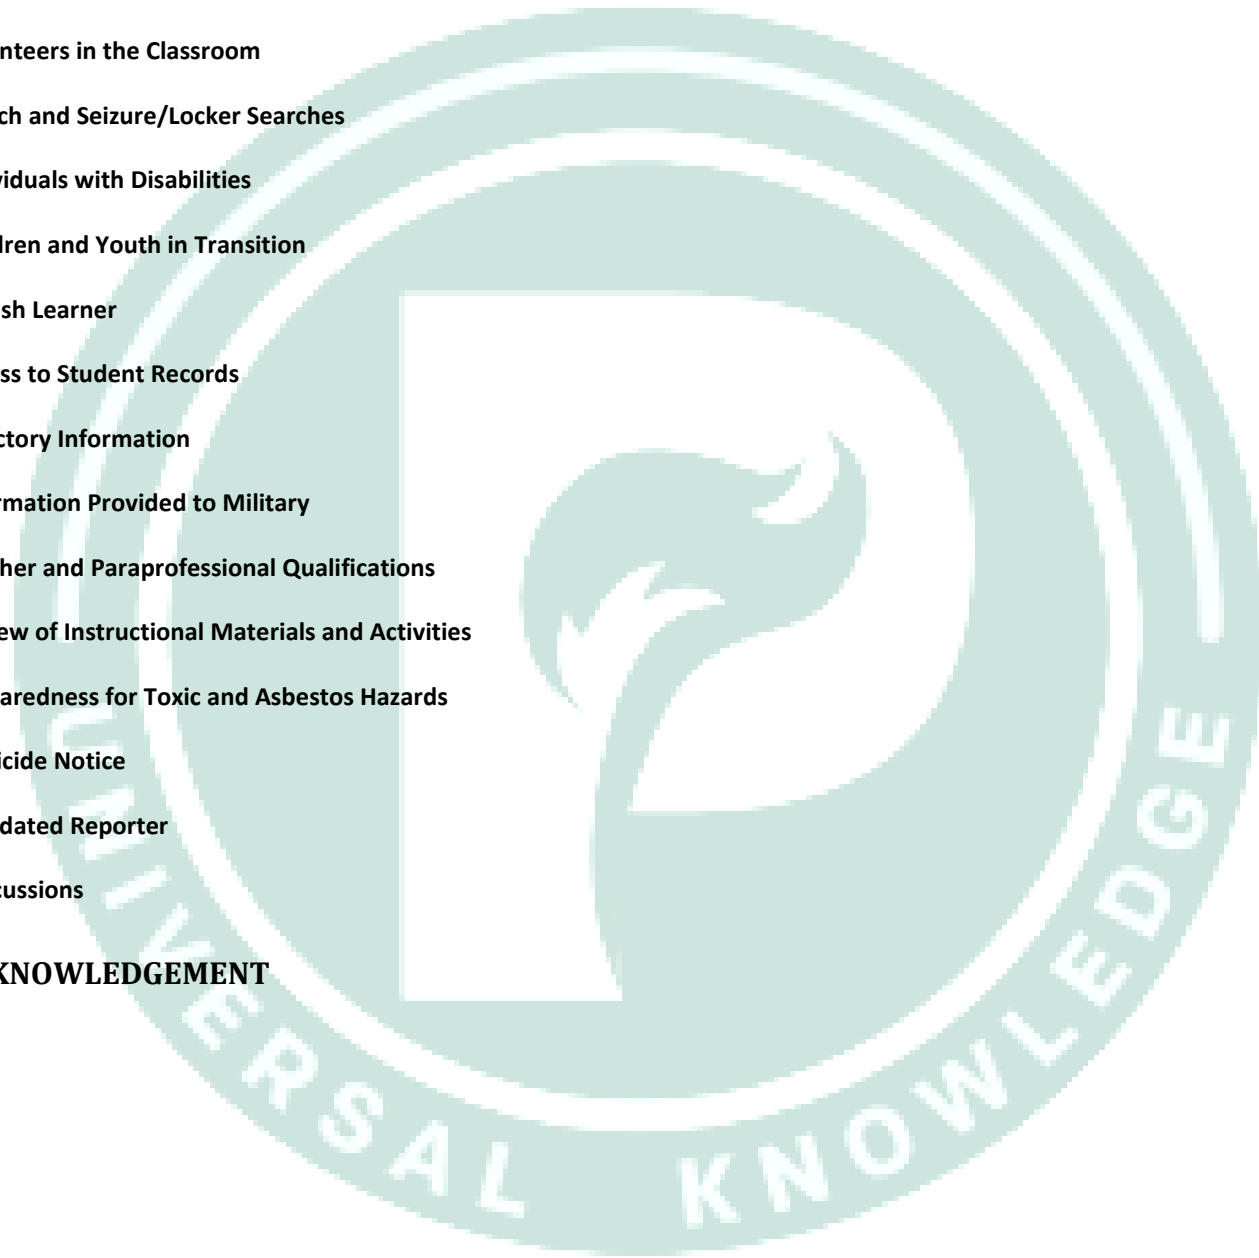 nteers in the Classroom
ch and Seizure/Locker Searches
viduals with Disabilities
dren and Youth in Transition
sh Learner
ss to Student Records
ctory Information
rmation Provided to Military
her and Paraprofessional Qualifications
ew of Instructional Materials and Activities
aredness for Toxic and Asbestos Hazards
icide Notice
dated Reporter
cussions
KNOWLEDGEMENT
UNIVERSAL KNOWLEDGE